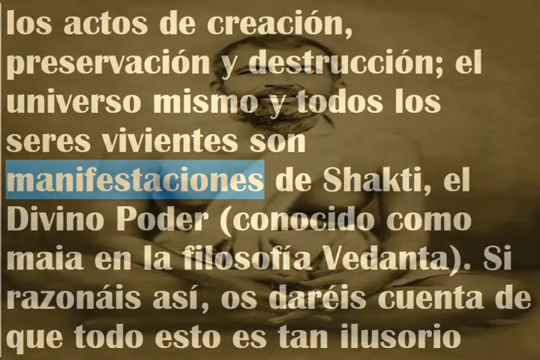 los actos de creación,
preservación y destrucción; el
universo mismo y todos los
seres vivientes son
manifestaciones de Shakti, el
Divino Poder (conocido como
maia en la filosofía Vedanta). Si
razonáis así, os daréis cuenta de
que todo esto es tan ilusorio